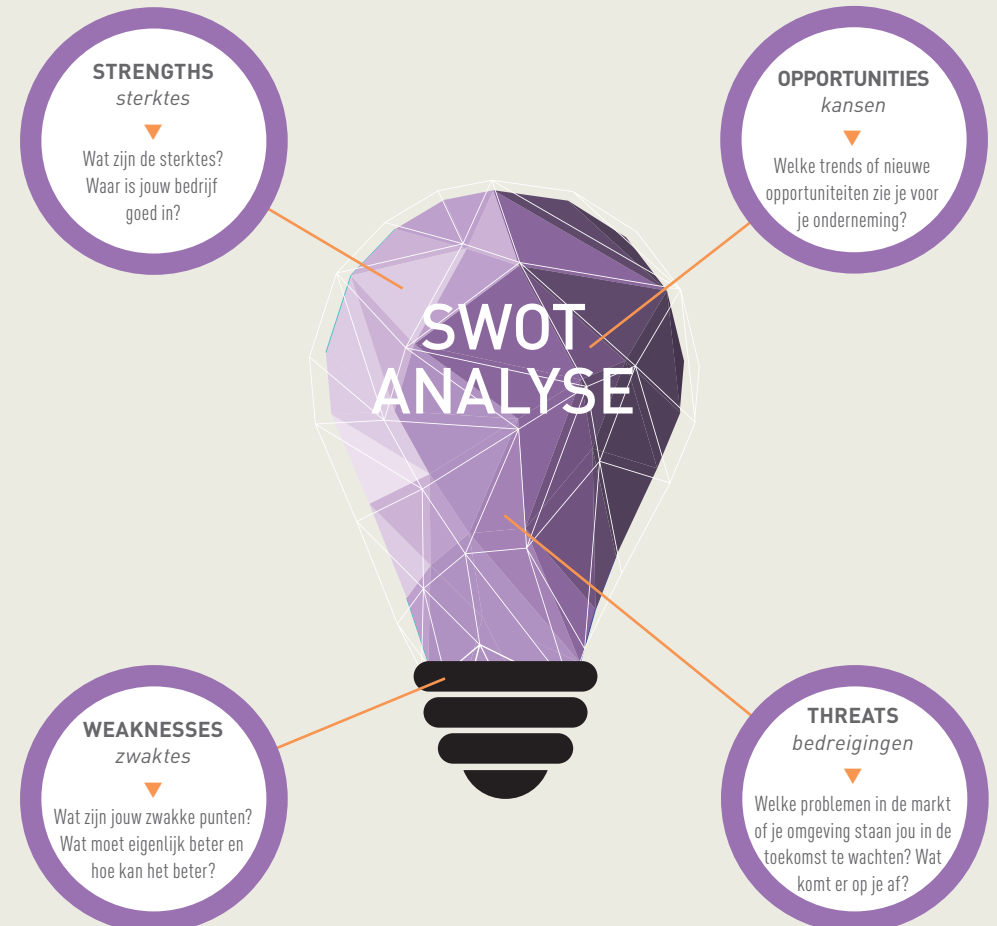 STRENGTHS
sterktes
Wat zijn de sterktes?
Waar is jouw bedrijf
goed in?
OPPORTUNITIES
kansen
Welke trends of nieuwe
opportuniteiten zie je voor
je onderneming?
SWOT
ANALYSE
WEAKNESSES
zwaktes
Wat zijn jouw zwakke punten?
Wat moet eigenlijk beter en
hoe kan het beter?
THREATS
bedreigingen
Welke problemen in de markt
of je omgeving staan jou in de
toekomst te wachten? Wat
komt er op je af?